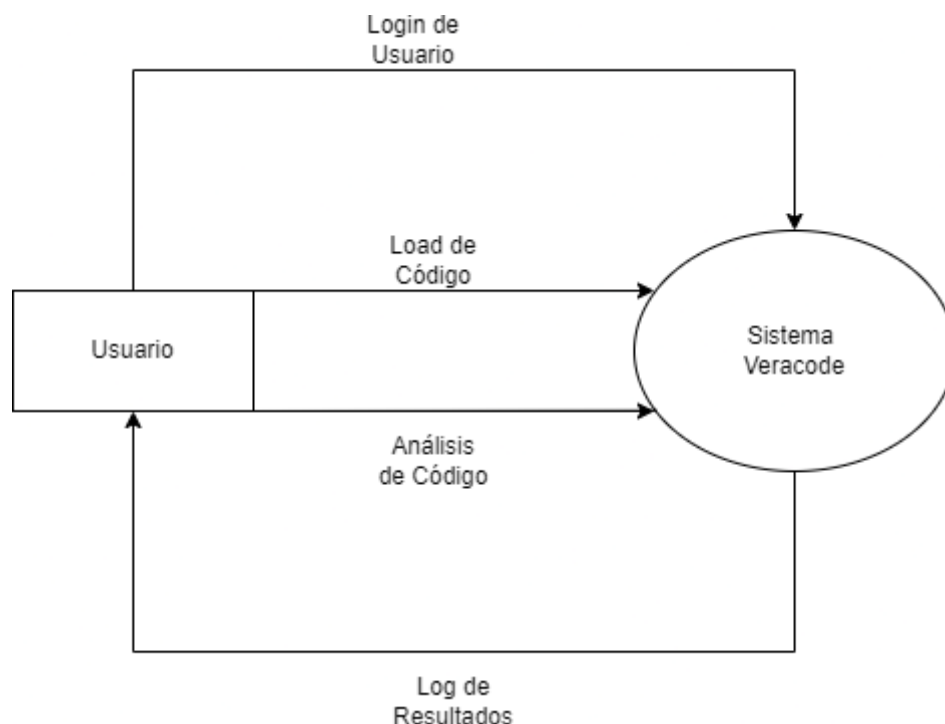 Login de
Usuario
Load de
Código
Usuario
Sistema
Veracode
Análisis
de Código
Log de
Resultados